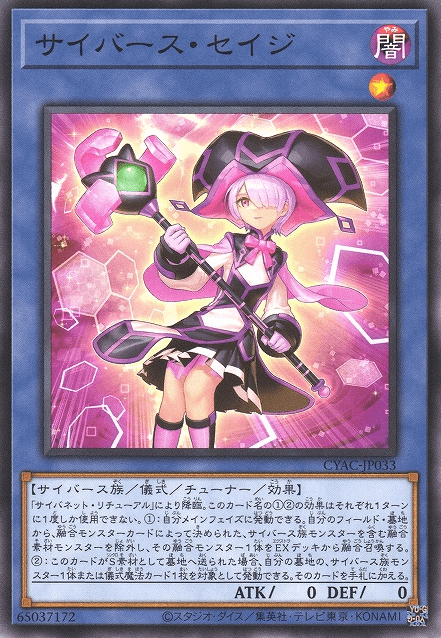 サイバース・セイジ
闇
CYAC-JP033
【サイバース族/儀式/チューナー/効果】
「サイバネット・リチューアル」により降臨。このカード名の①②の効果はそれぞれ1ターン
に1度しか使用できない。①:自分メインフェイズに発動できる。自分のフィールド・墓地
から、融合モンスターカードによって決められた、サイバース族モンスターを含む融合
素材モンスターを除外し、その融合モンスター1体をEXデッキから融合召喚する。
②:このカードがS素材として墓地へ送られた場合、自分の墓地の、サイバース族モン
スター1体または儀式魔法カード1枚を対象として発動できる。そのカードを手札に加える。
ATK/ 0 DEF/ 0
65037172 ©スタジオ・ダイス/集英社・テレビ東京・KONAMI